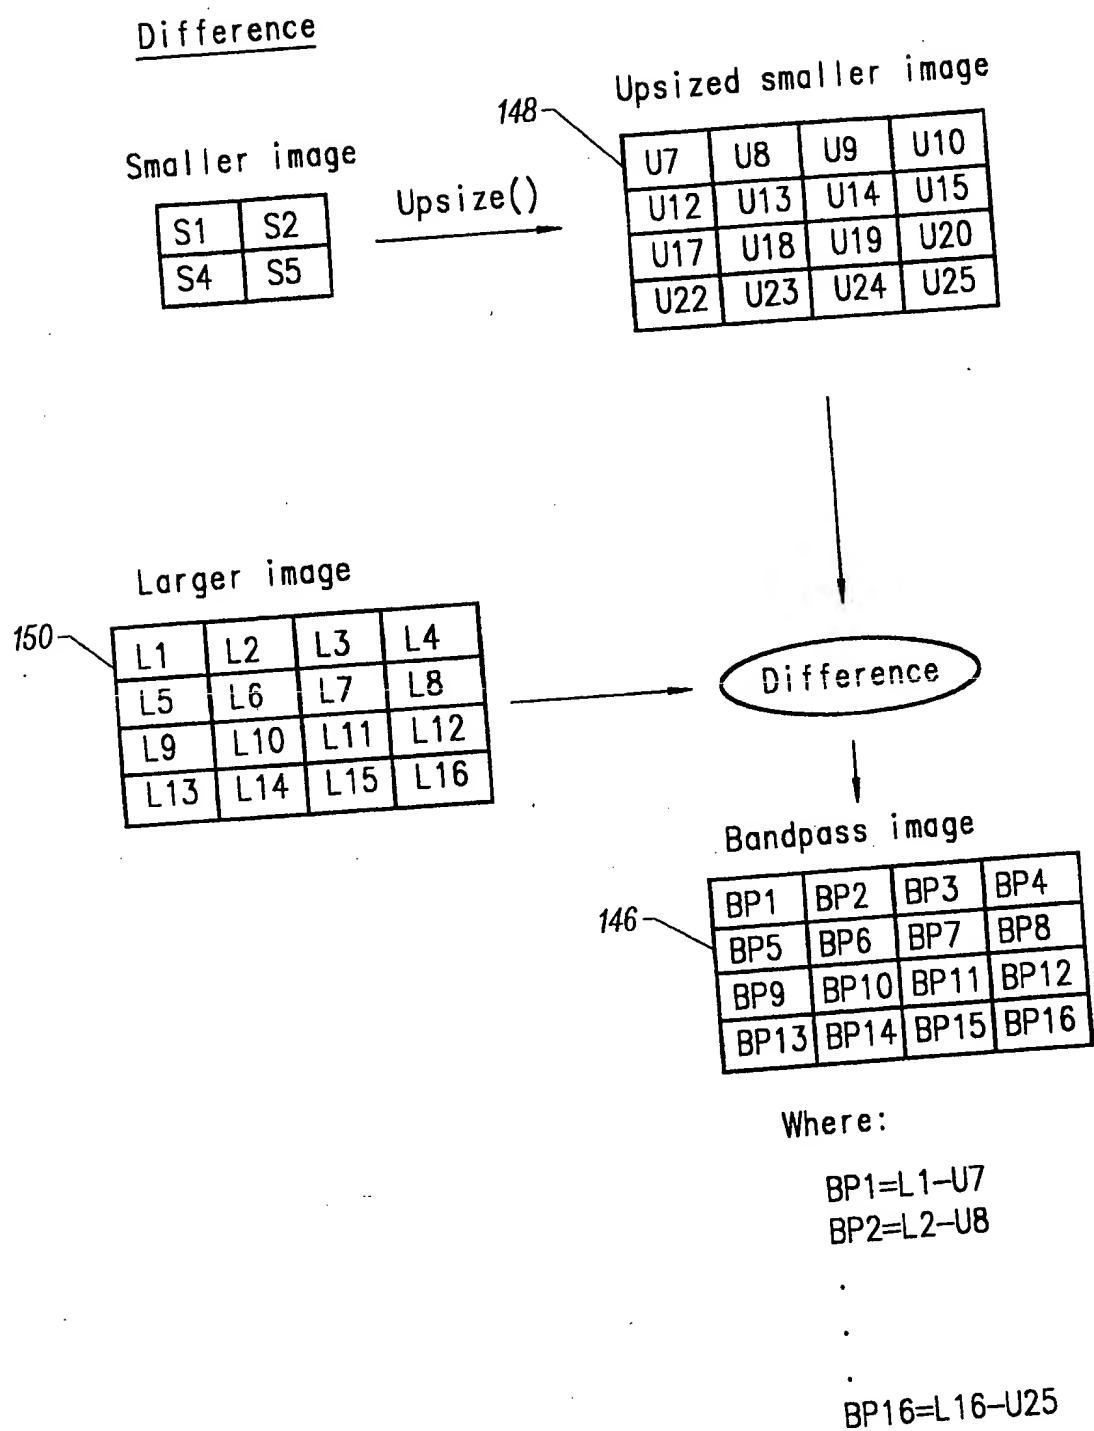 Difference
Upsized smaller image
148
U7 U8 U9 U10
U12 U13 U14 U15
U17 U18 U19 U20
U22 U23 U24 U25
Smaller image
S1 S2
S4 S5
Upsize()
Larger image
150
L1 L2 L3 L4
L5 L6 L7 L8
L9 L10 L11 L12
L13 L14 L15 L16
Difference
Bandpass image
146
BP1 BP2 BP3 BP4
BP5 BP6 BP7 BP8
BP9 BP10 BP11 BP12
BP13 BP14 BP15 BP16
Where:
BP1=L1-U7
BP2=L2-U8
.
.
.
BP16=L16-U25